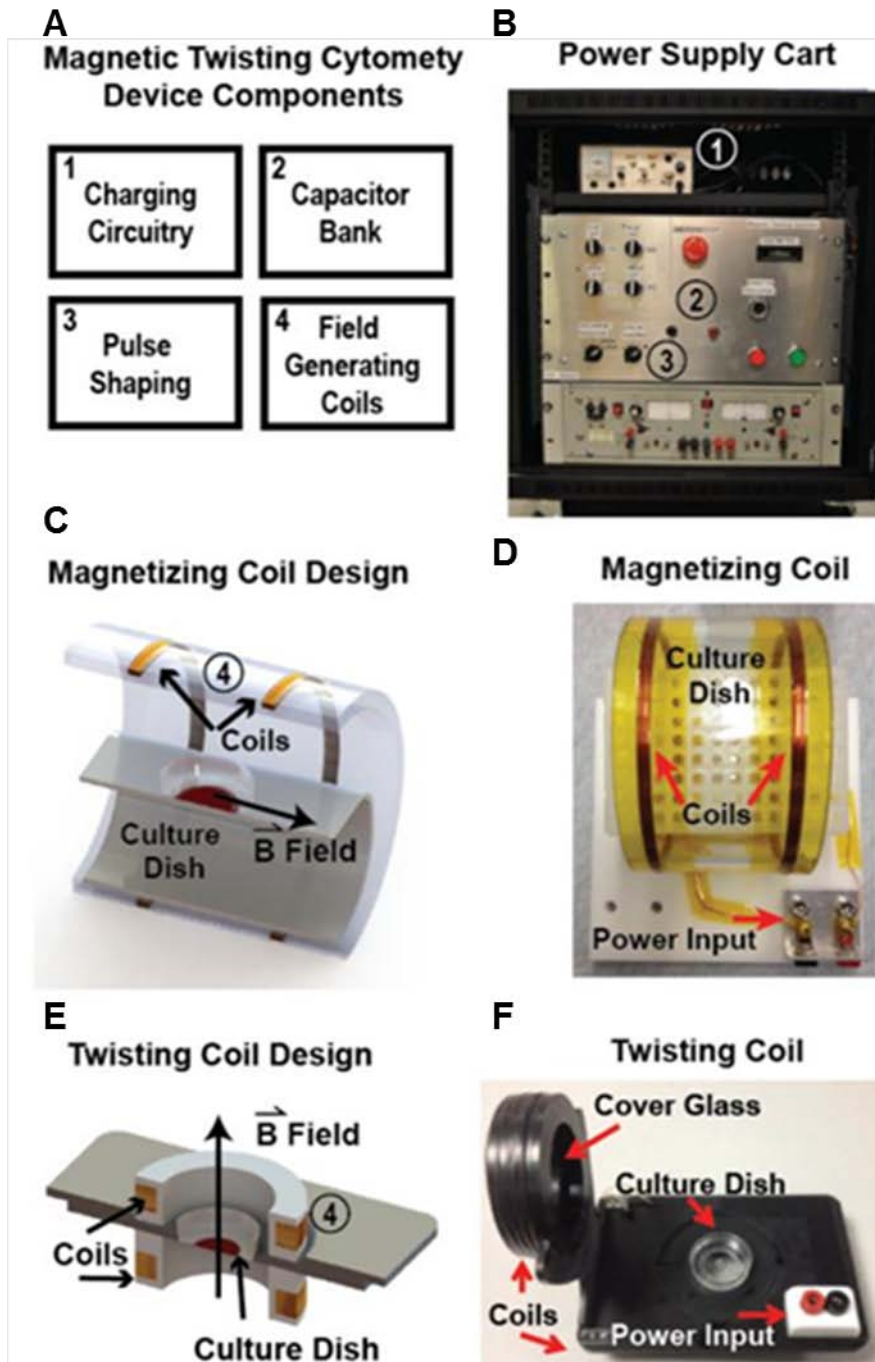 A
Magnetic Twisting Cytomety
Device Components
1
Charging
Circuitry
2
Capacitor
Bank
3
Pulse
Shaping
4
Field
Generating
Coils
B
Power Supply Cart
1
2
3
C
Magnetizing Coil Design
4
Coils
Culture
Dish
B Field
D
Magnetizing Coil
Culture
Dish
Coils
Power Input
E
Twisting Coil Design
B Field
4
Coils
Culture Dish
F
Twisting Coil
Cover Glass
Culture Dish
Coils
Power Input